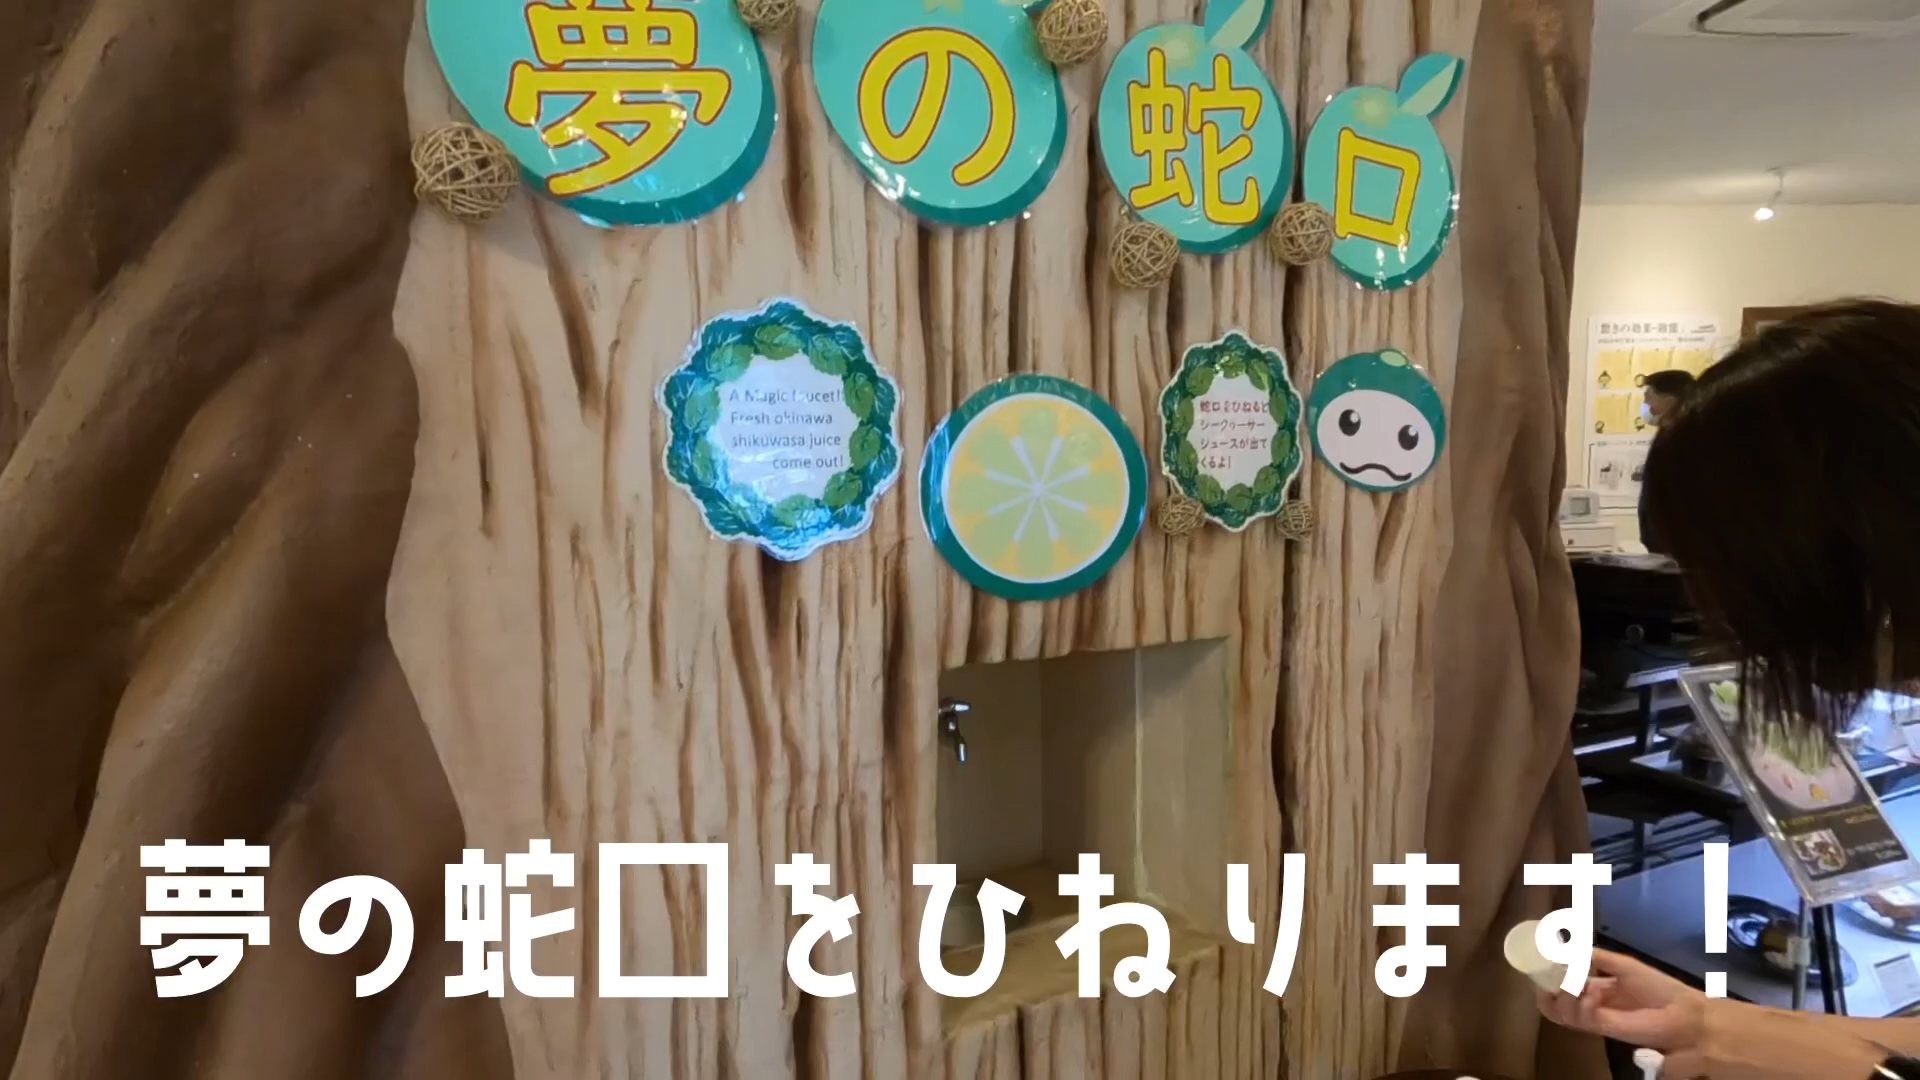 夢の蛇口
A Magic faucet!
Fresh okinawa
shikuwasa juice
come out!
蛇口をひねると
シークヮーサー
ジュースが出て
くるよ!
夢の蛇口をひねります!